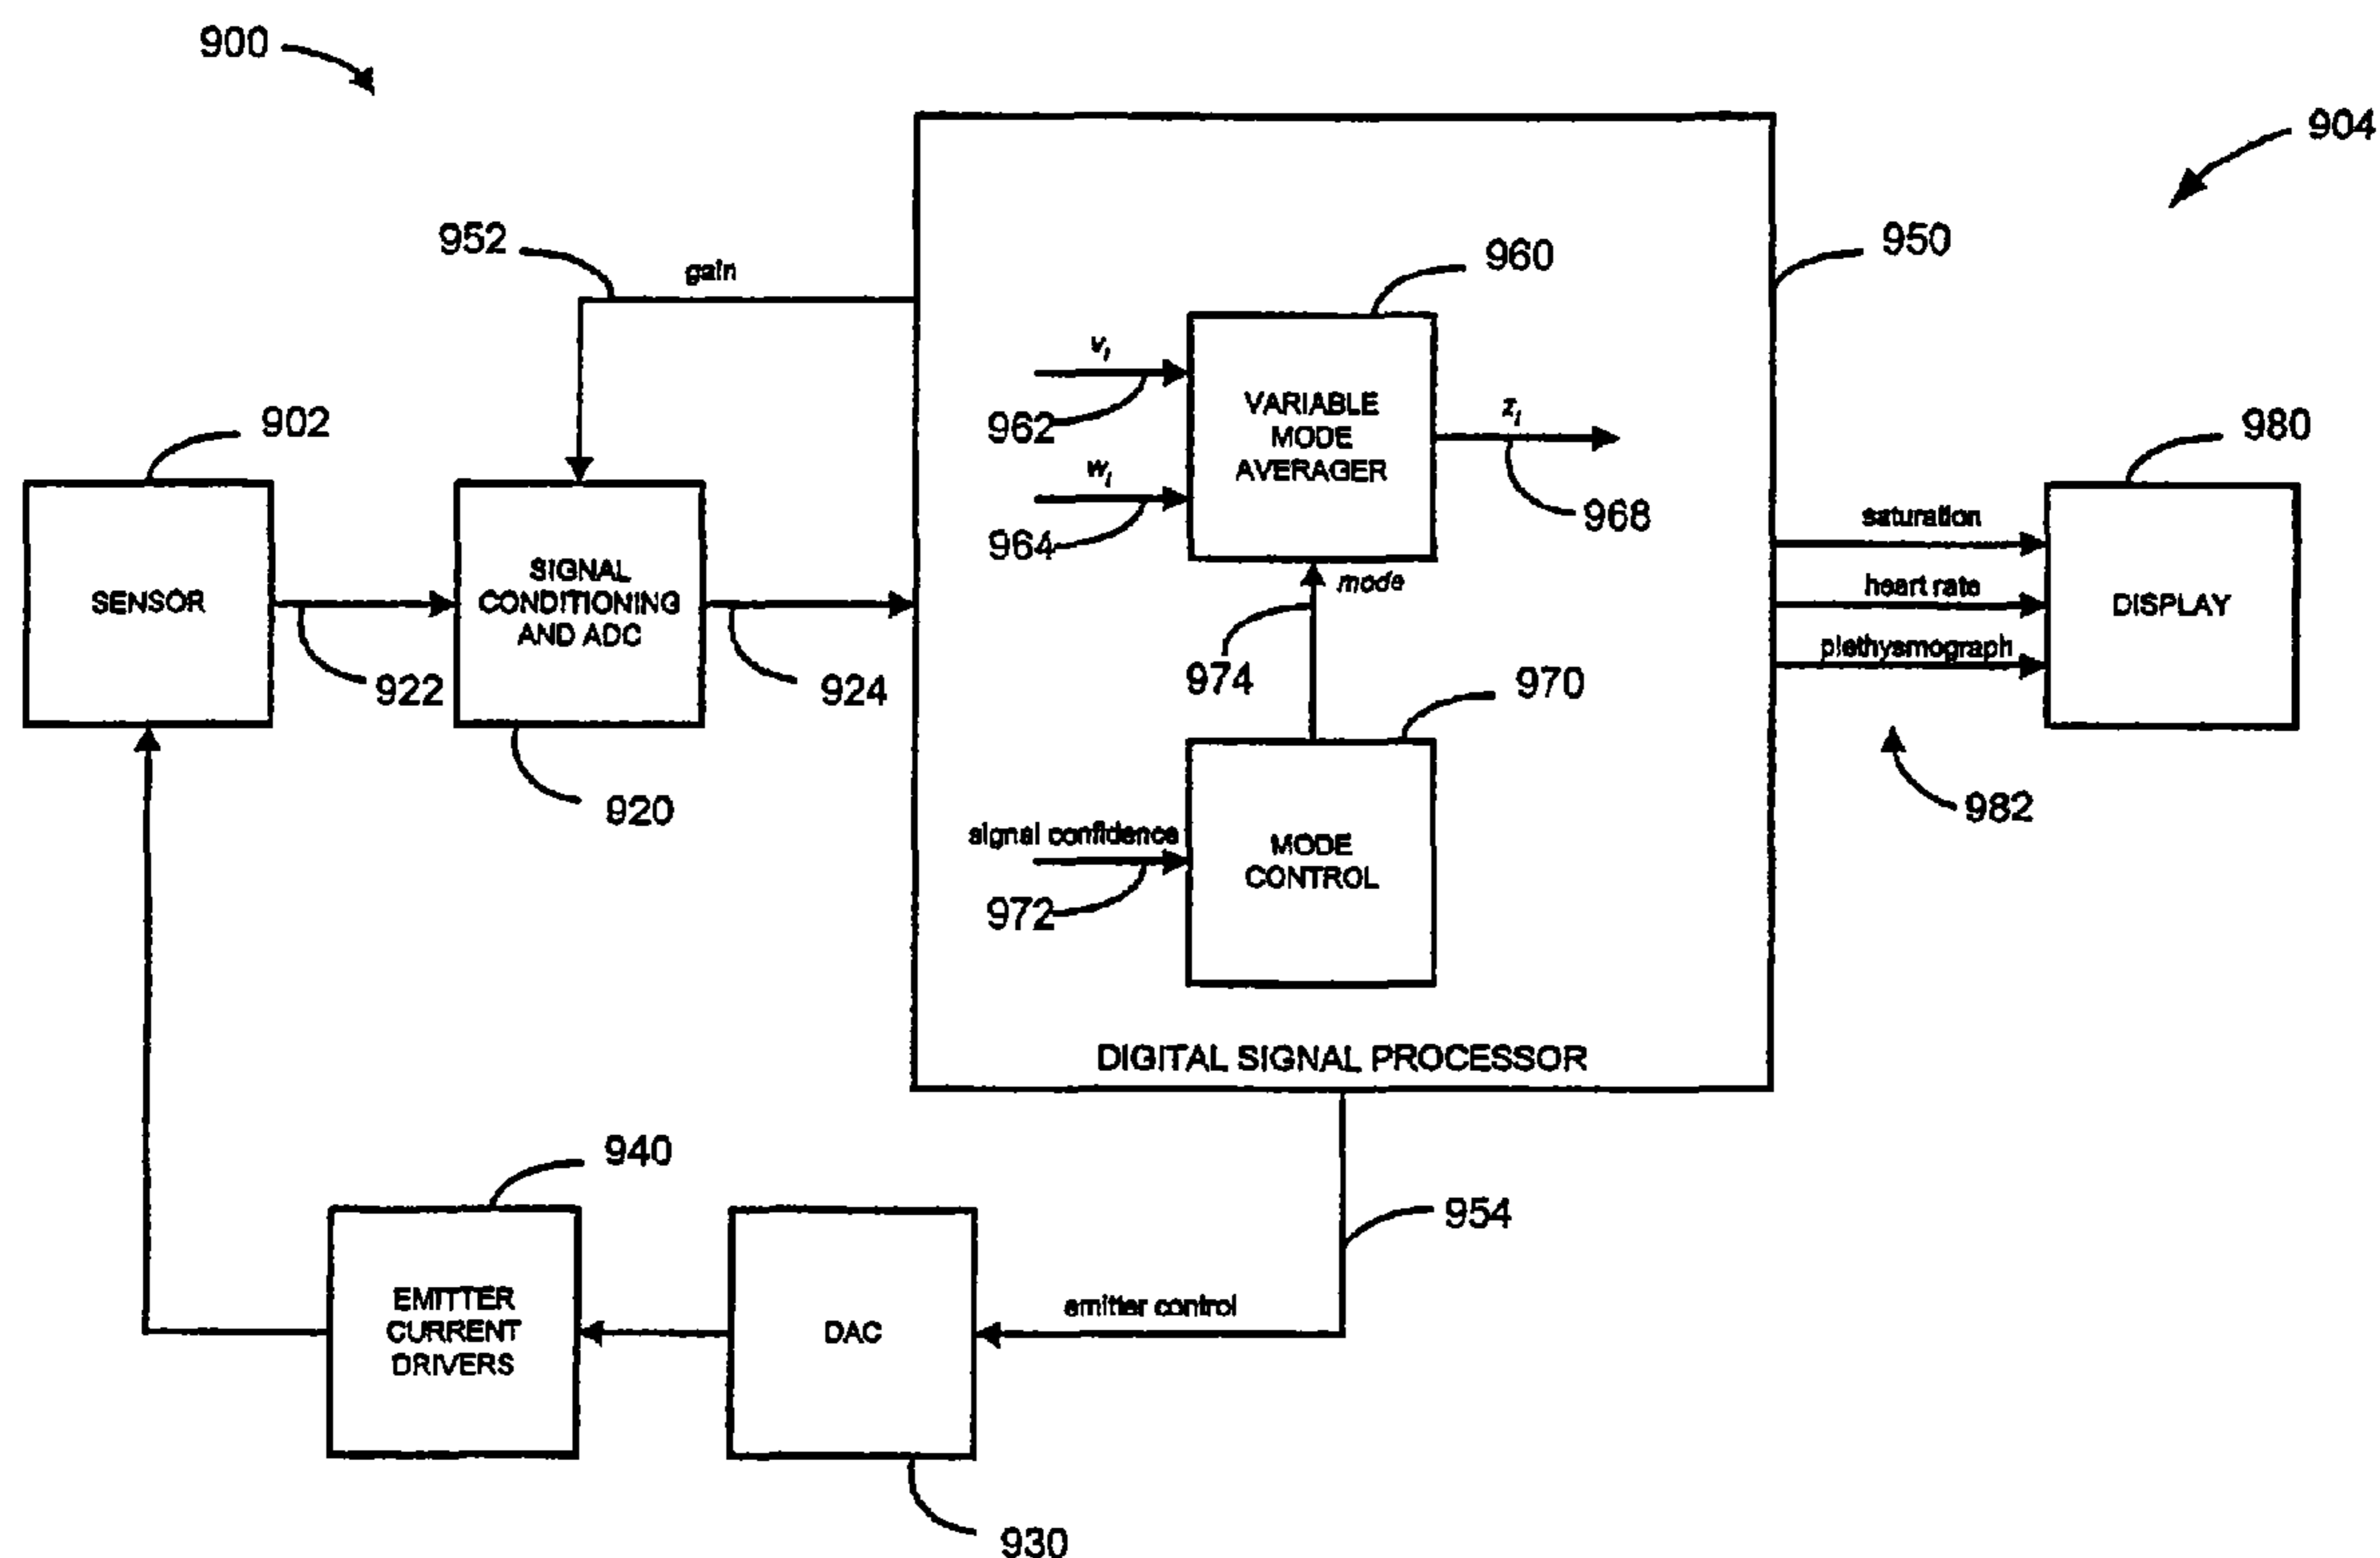 900
904
952
gain
960
950
v_i
962
w_i
964
VARIABLE
MODE
AVERAGER
z_i
968
902
980
SENSOR
SIGNAL
CONDITIONING
AND ADC
922
924
920
saturation
heart rate
plethysmograph
DISPLAY
982
mode
974
970
signal confidence
972
MODE
CONTROL
DIGITAL SIGNAL PROCESSOR
940
954
EMITTER
CURRENT
DRIVERS
DAC
emitter control
930